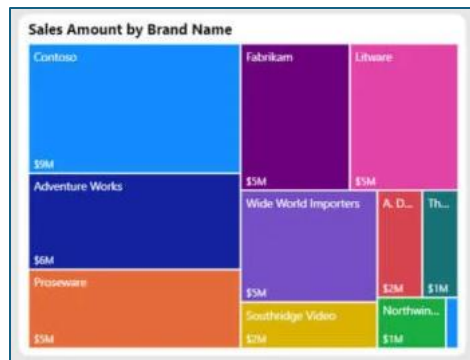 Sales Amount by Brand Name
Contoso
$9M
Adventure Works
$6M
Proseware
$5M
Fabrikam
$5M
Litware
$5M
Wide World Importers
$5M
Southridge Video
$2M
A. D...
$2M
Th...
$1M
Northwin...
$1M